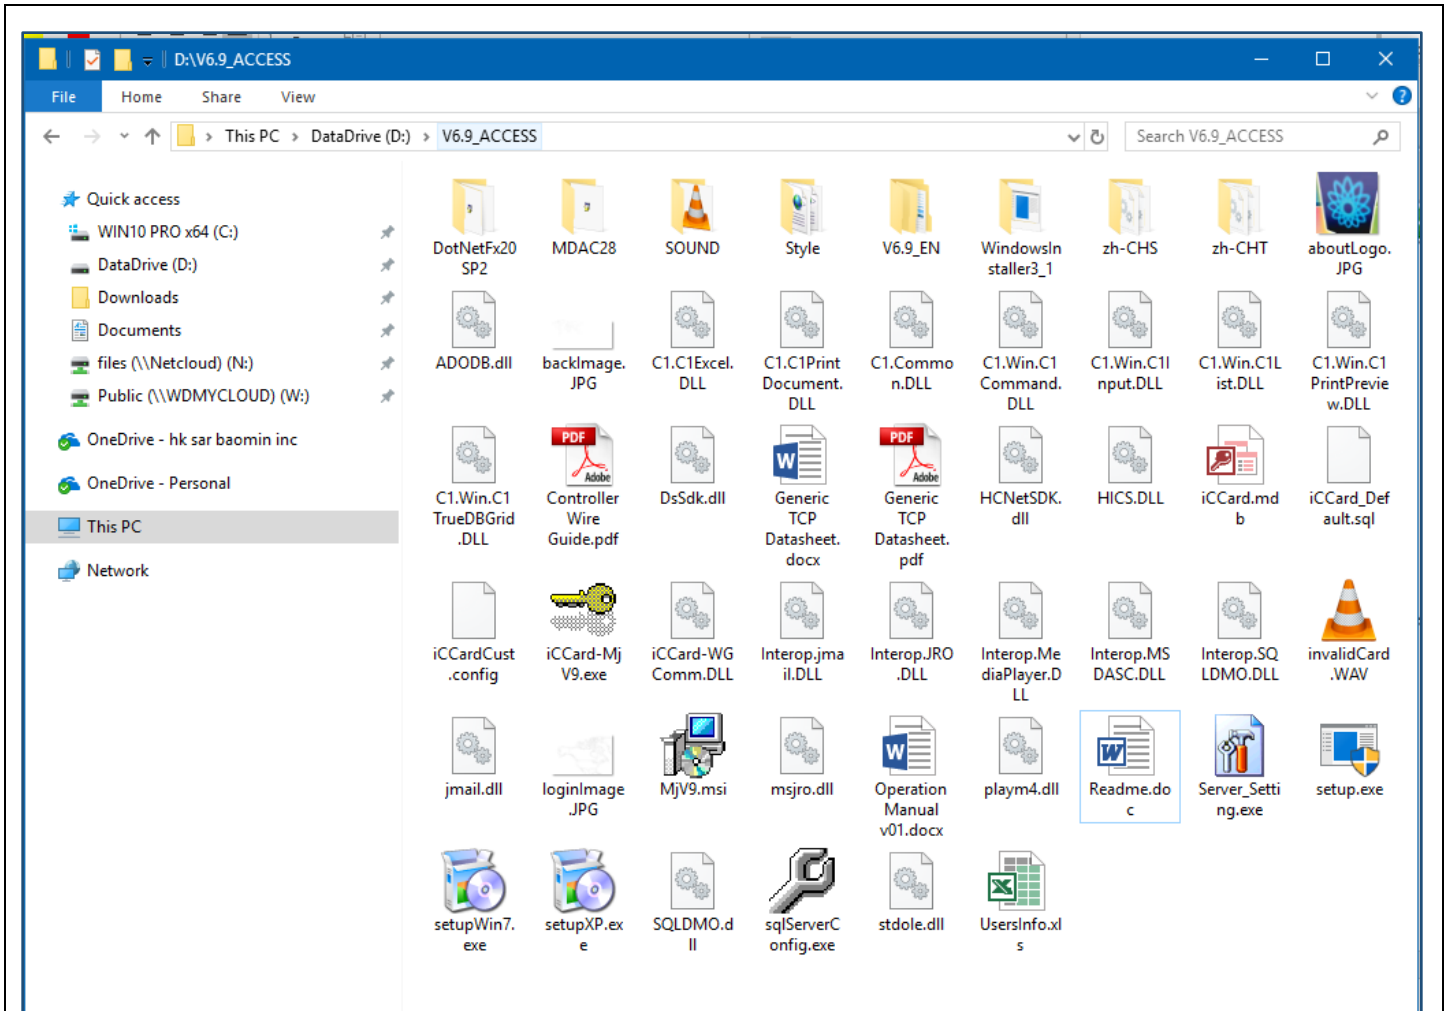 D:\V6.9_ACCESS
File Home Share View
This PC > DataDrive (D:) > V6.9_ACCESS
Search V6.9_ACCESS
Quick access
WIN10 PRO x64 (C:)
DataDrive (D:)
Downloads
Documents
files (\\Netcloud) (N:)
Public (\\WDMYCLOUD) (W:)
OneDrive - hk sar baomin inc
OneDrive - Personal
This PC
Network
DotNetFx20
SP2
MDAC28
SOUND
Style
V6.9_EN
WindowsIn
staller3_1
zh-CHS
zh-CHT
aboutLogo.
JPG
ADODB.dll
backImage.
JPG
C1.C1Excel.
DLL
C1.C1Print
Document.
DLL
C1.Commo
n.DLL
C1.Win.C1
Command.
DLL
C1.Win.C1I
nput.DLL
C1.Win.C1L
ist.DLL
C1.Win.C1
PrintPrevie
w.DLL
C1.Win.C1
TrueDBGrid
.DLL
PDF
Adobe
Controller
Wire
Guide.pdf
DsSdk.dll
W
Generic
TCP
Datasheet.
docx
PDF
Adobe
Generic
TCP
Datasheet.
pdf
HCNetSDK.
dll
HICS.DLL
iCCard.md
b
iCCard_Def
ault.sql
iCCardCust
.config
iCCard-Mj
V9.exe
iCCard-WG
Comm.DLL
Interop.jma
il.DLL
Interop.JRO
.DLL
Interop.Me
diaPlayer.D
LL
Interop.MS
DASC.DLL
Interop.SQ
LDMO.DLL
invalidCard
.WAV
jmail.dll
loginImage
.JPG
MjV9.msi
msjro.dll
W
Operation
Manual
v01.docx
playm4.dll
W
Readme.do
c
Server_Setti
ng.exe
setup.exe
setupWin7.
exe
setupXP.ex
e
SQLDMO.d
ll
sqlServerC
onfig.exe
stdole.dll
X
UsersInfo.xl
s